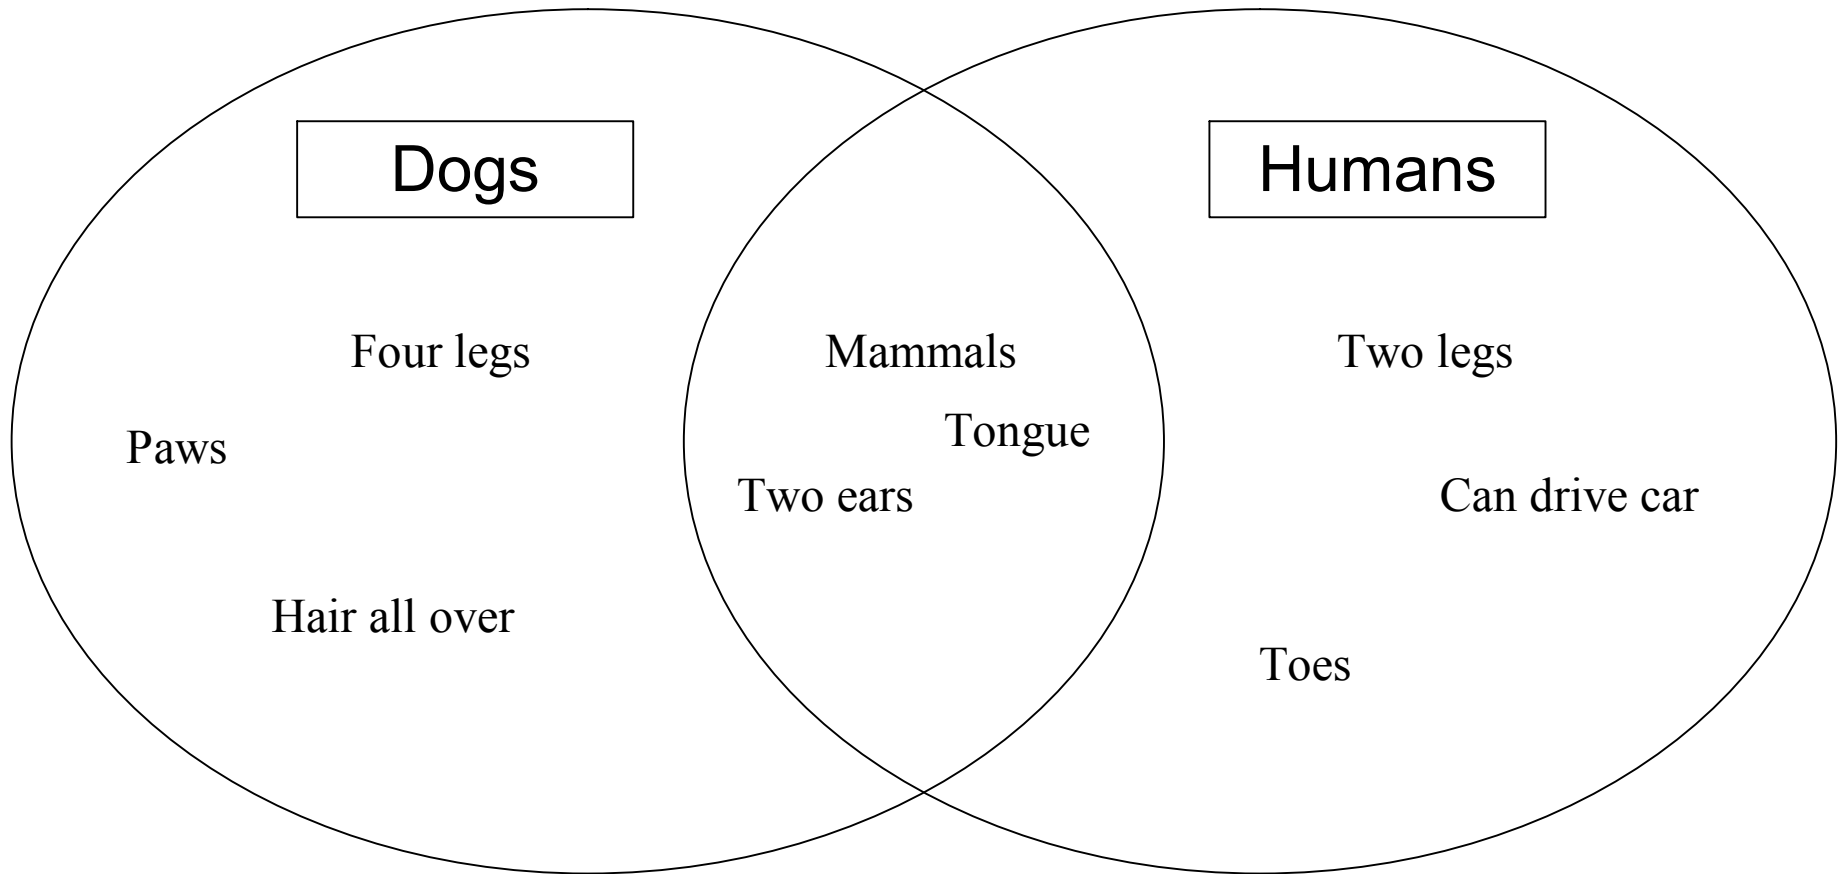 Dogs
Humans
Four legs
Mammals
Two legs
Tongue
Paws
Two ears
Can drive car
Hair all over
Toes